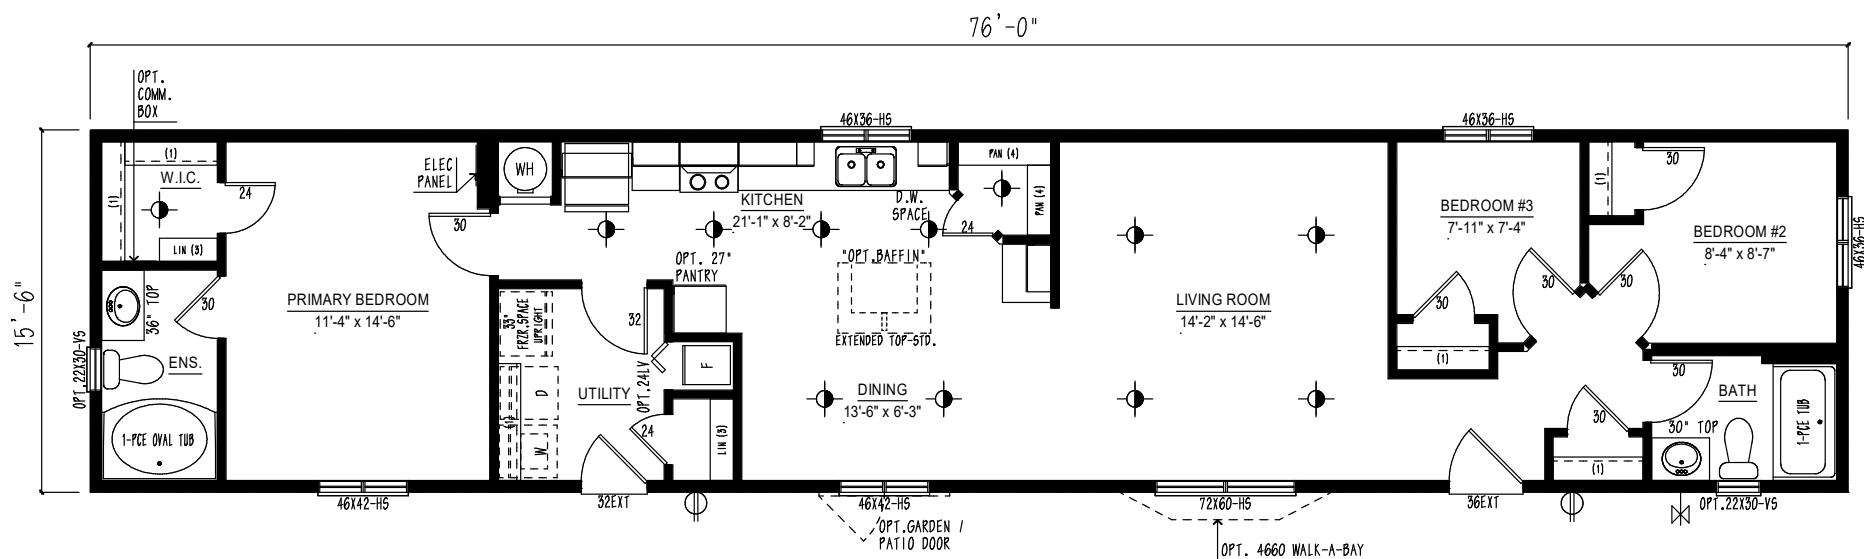 76'-0"
15'-6"
OPT.
COMM.
BOX
46X36-HS
46X36-HS
(1)
W.I.C.
(1)
24
LIN (3)
ELEC
PANEL
30
WH
KITCHEN
21'-1" x 8'-2"
D.W.
SPACE
PAN (4)
PAN (4)
24
BEDROOM #3
7'-11" x 7'-4"
(1)
30
BEDROOM #2
8'-4" x 8'-7"
46X36-HS
OPT. 27"
PANTRY
"OPT.BAFFIN"
EXTENDED TOP-STD.
36" TOP
30
PRIMARY BEDROOM
11'-4" x 14'-6"
33"
FRZR.SPACE
UPRIGHT
32
LIVING ROOM
14'-2" x 14'-6"
30
30
30
(1)
OPT.22X30-VS
ENS.
1-PCE OVAL TUB
D
W
(1)
UTILITY
OPT.24LV
F
24
LIN (3)
DINING
13'-6" x 6'-3"
30
30
(1)
BATH
30" TOP
1-PCE TUB
46X42-HS
32EXT
46X42-HS
OPT.GARDEN /
PATIO DOOR
72X60-HS
OPT. 4660 WALK-A-BAY
36EXT
OPT.22X30-VS